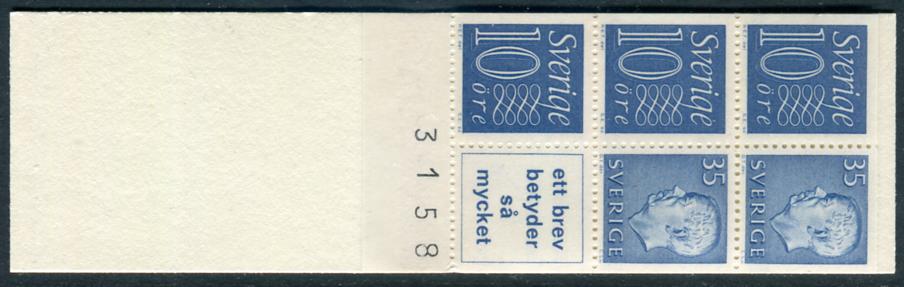 3158
Sverige
10
öre
Sverige
10
öre
Sverige
10
öre
ett brev
betyder
så
mycket
35
SVERIGE
35
SVERIGE